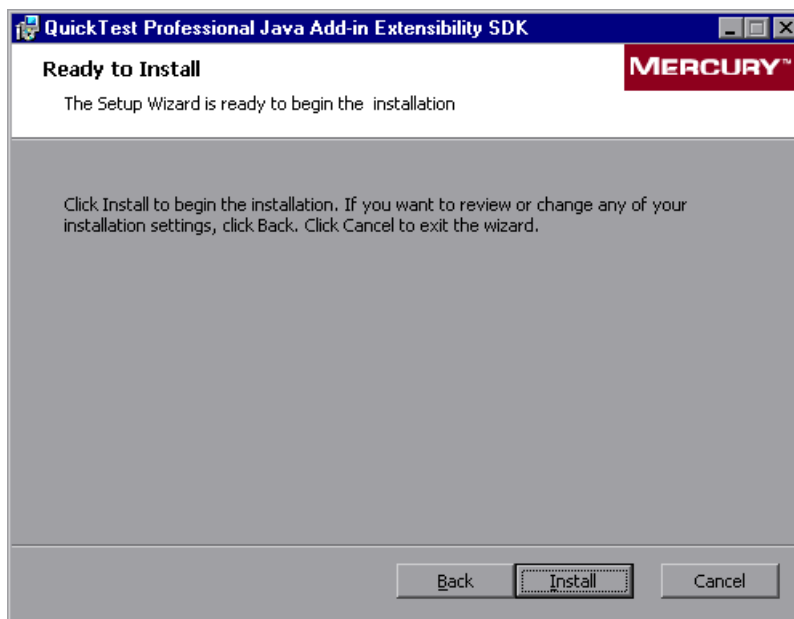 QuickTest Professional Java Add-in Extensibility SDK
Ready to Install
MERCURY™
The Setup Wizard is ready to begin the installation
Click Install to begin the installation. If you want to review or change any of your
installation settings, click Back. Click Cancel to exit the wizard.
Back Install Cancel